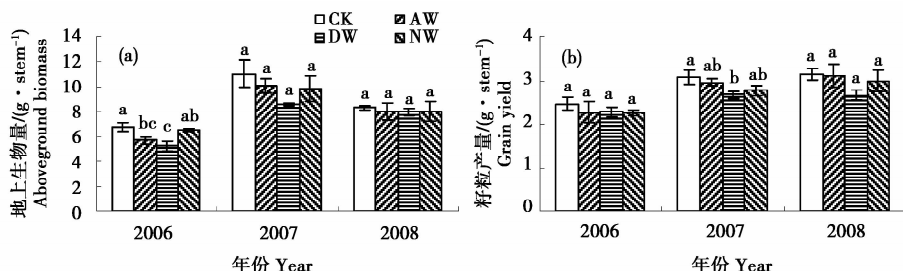 地上生物量/(g·stem⁻¹)
Aboveground biomass
14
12
10
8
6
4
2
0
(a)
CK AW
DW NW
a bc c ab
a a a a
a a a a
2006 2007 2008
年份 Year
籽粒产量/(g·stem⁻¹)
Grain yield
4
3
2
1
0
(b)
a a a a
a ab b ab
a a a a
2006 2007 2008
年份 Year